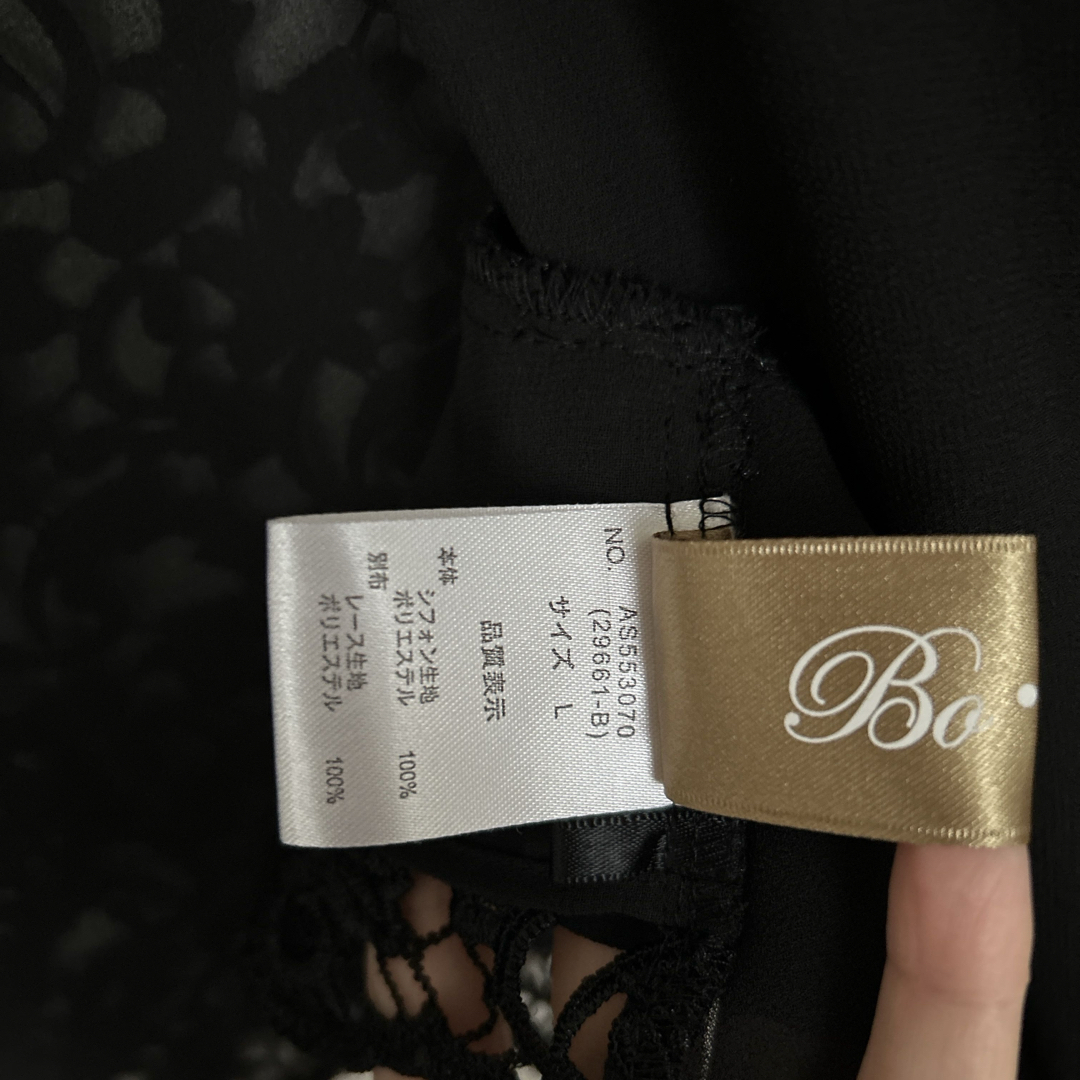 NO. AS553070
(29661-B)
サイズ L
品質表示
本体 シフォン生地
ポリエステル 100%
別布 レース生地
ポリエステル 100%
Bo